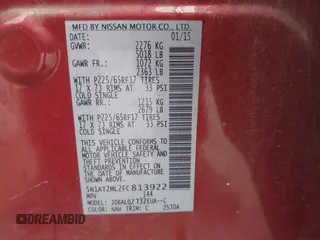 MFD BY NISSAN MOTOR CO., LTD.
01/15
GVWR: 2276 KG
5018 LB
GAWR FR: 1072 KG
2363 LB
WITH P225/65RF17 TIRES
17 X 7J RIMS AT 33 PSI
COLD SINGLE
GAWR RR: 1215 KG
2679 LB
WITH P225/65RF17 TIRES
17 X 7J RIMS AT 33 PSI
COLD SINGLE
THIS VEHICLE CONFORMS TO ALL
APPLICABLE U.S. FEDERAL MOTOR VEHICLE
SAFETY AND THEFT PREVENTION
STANDARDS IN EFFECT ON THE DATE OF
MANUFACTURE SHOWN ABOVE.
5N1AT2ML2FC813922
MPV 144
MODEL:
COLOR: NAH TRIM: C
DREAMBID